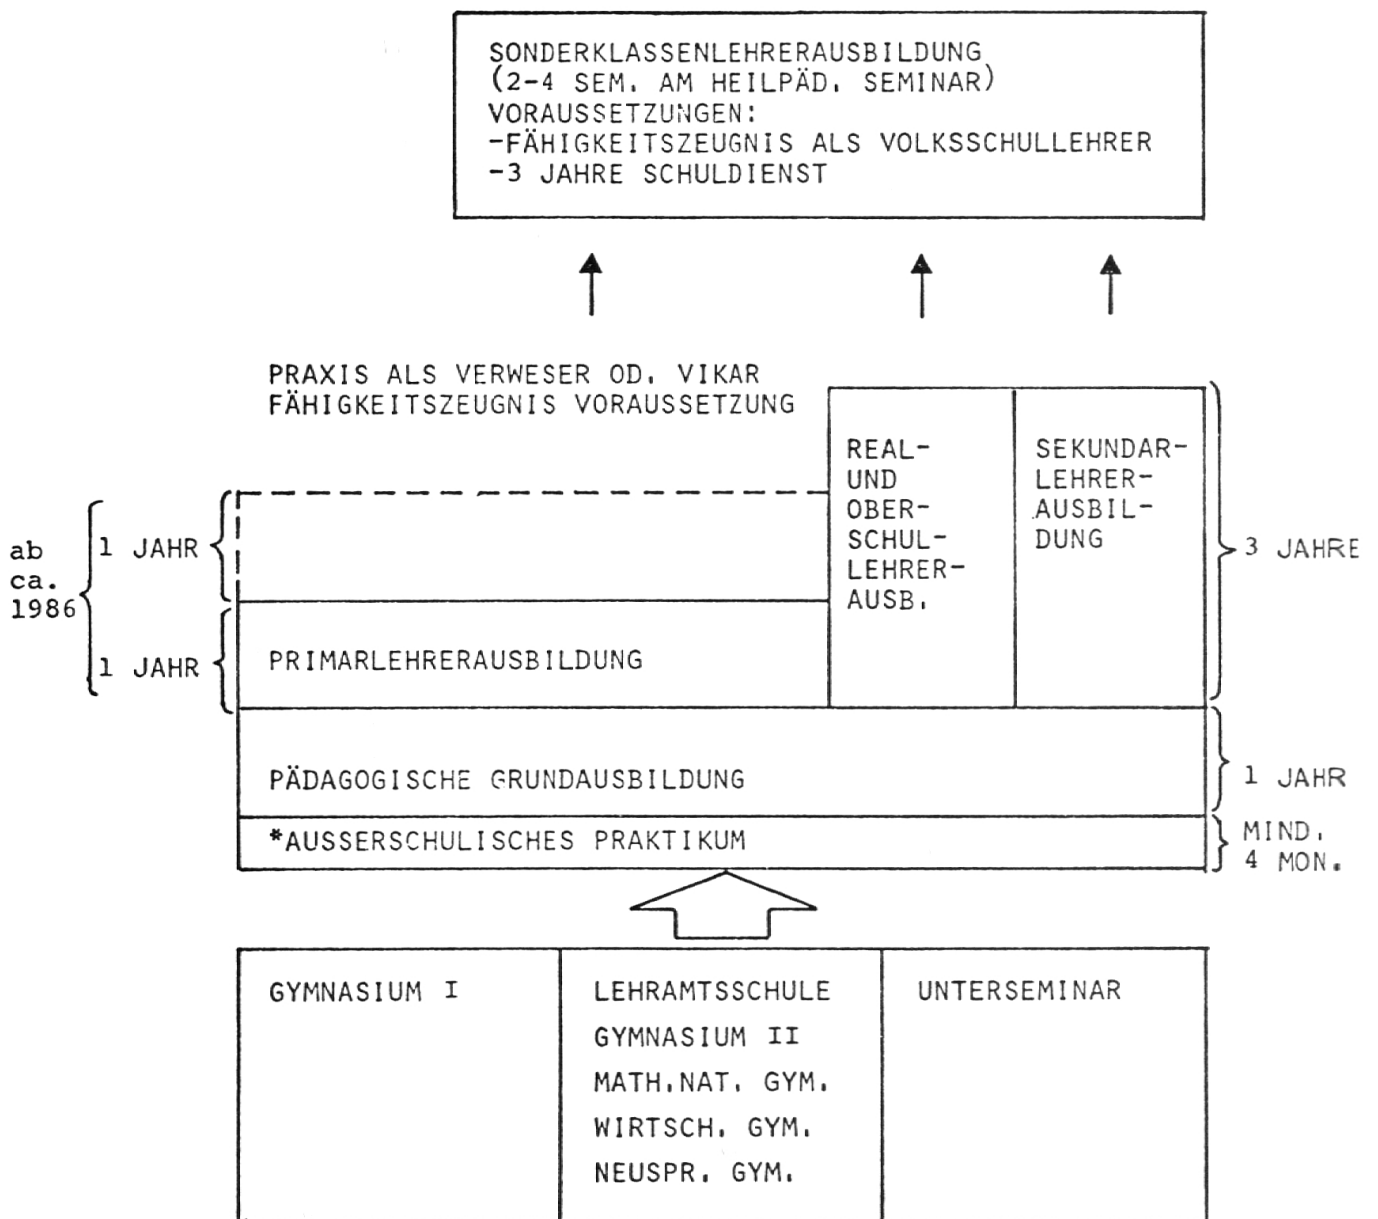 SONDERKLASSENLEHRERAUSBILDUNG
(2-4 SEM. AM HEILPÄD. SEMINAR)
VORAUSSETZUNGEN:
-FÄHIGKEITSZEUGNIS ALS VOLKSSCHULLEHRER
-3 JAHRE SCHULDIENST
PRAXIS ALS VERWESER OD. VIKAR
FÄHIGKEITSZEUGNIS VORAUSSETZUNG
REAL-
UND
OBER-
SCHUL-
LEHRER-
AUSB.
SEKUNDAR-
LEHRER-
AUSBIL-
DUNG
3 JAHRE
ab
ca.
1986
1 JAHR
1 JAHR
PRIMARLEHRERAUSBILDUNG
PÄDAGOGISCHE GRUNDAUSBILDUNG
1 JAHR
*AUSSERSCHULISCHES PRAKTIKUM
MIND.
4 MON.
GYMNASIUM I
LEHRAMTSSCHULE
GYMNASIUM II
MATH.NAT. GYM.
WIRTSCH. GYM.
NEUSPR. GYM.
UNTERSEMINAR